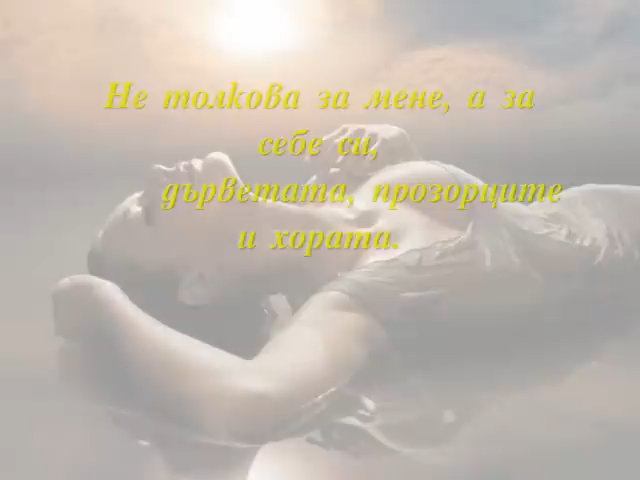 Не толкова за мене, а за
себе си,
дърветата, прозорците
и хората.